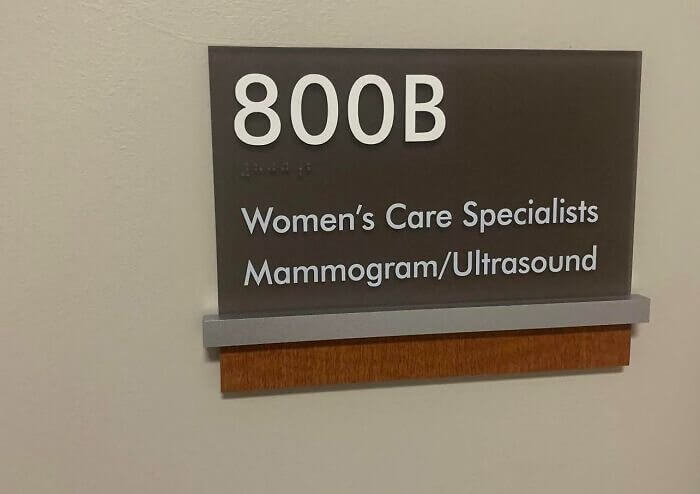 800B
Women's Care Specialists
Mammogram/Ultrasound